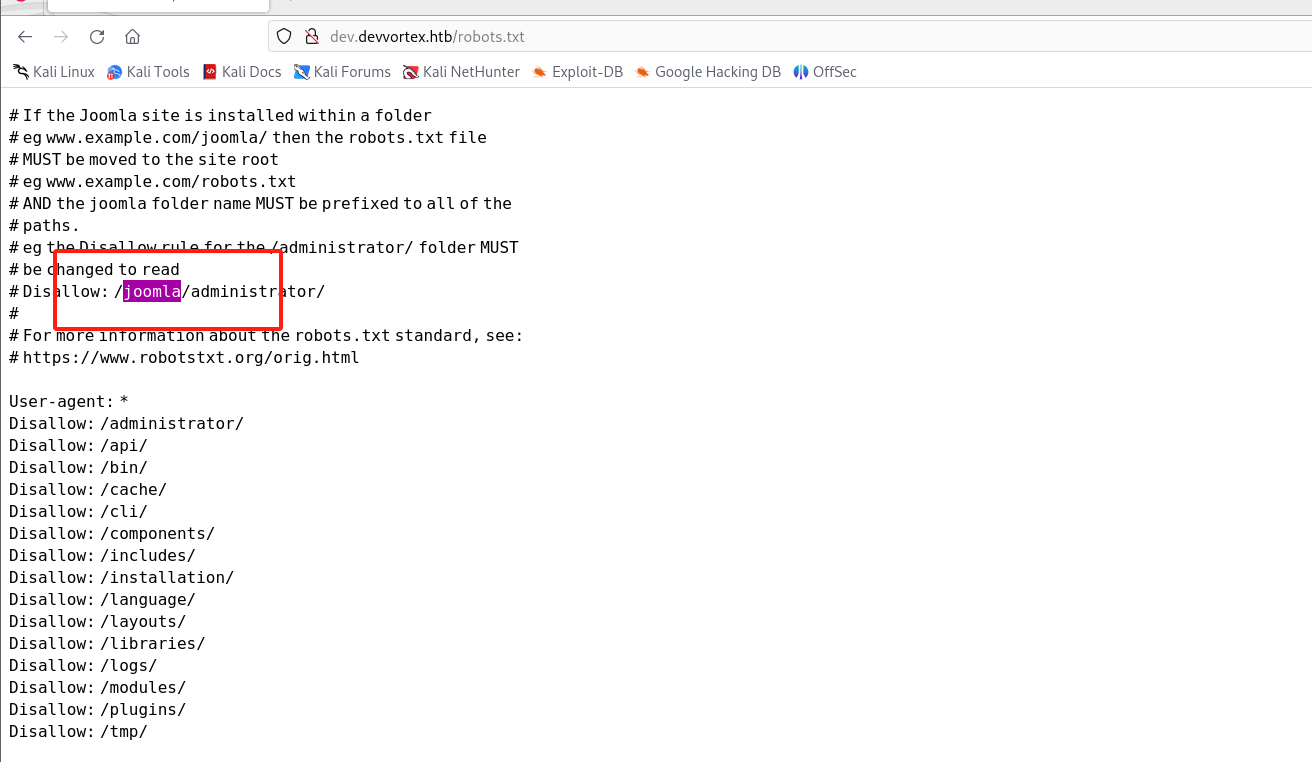 dev.devvortex.htb/robots.txt
Kali Linux Kali Tools Kali Docs Kali Forums Kali NetHunter Exploit-DB Google Hacking DB OffSec
# If the Joomla site is installed within a folder
# eg www.example.com/joomla/ then the robots.txt file
# MUST be moved to the site root
# eg www.example.com/robots.txt
# AND the joomla folder name MUST be prefixed to all of the
# paths.
# eg the Disallow rule for the /administrator/ folder MUST
# be changed to read
# Disallow: /joomla/administrator/
#
# For more information about the robots.txt standard, see:
# https://www.robotstxt.org/orig.html
User-agent: *
Disallow: /administrator/
Disallow: /api/
Disallow: /bin/
Disallow: /cache/
Disallow: /cli/
Disallow: /components/
Disallow: /includes/
Disallow: /installation/
Disallow: /language/
Disallow: /layouts/
Disallow: /libraries/
Disallow: /logs/
Disallow: /modules/
Disallow: /plugins/
Disallow: /tmp/